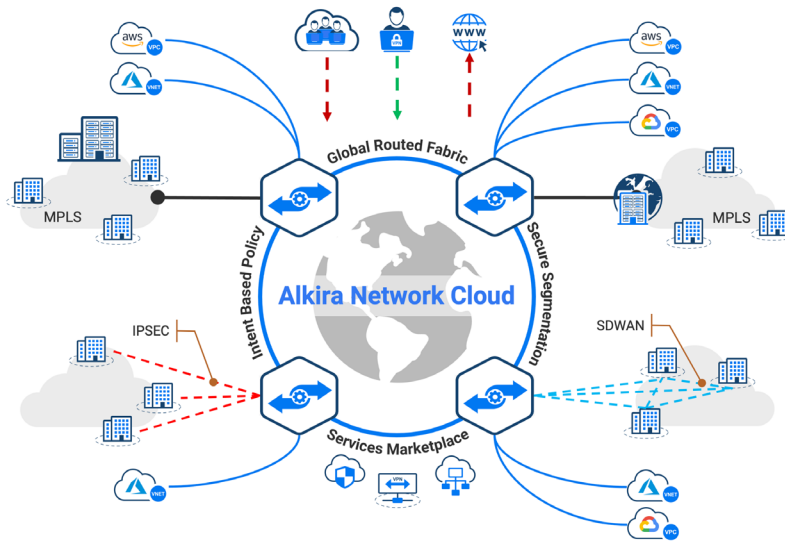 aws
VPC
VNET
VPN
WWW
aws
VPC
VNET
VPC
Global Routed Fabric
MPLS
MPLS
Intent Based Policy
Secure Segmentation
Alkira Network Cloud
IPSEC
SDWAN
Services Marketplace
VPN
VNET
VNET
VPC